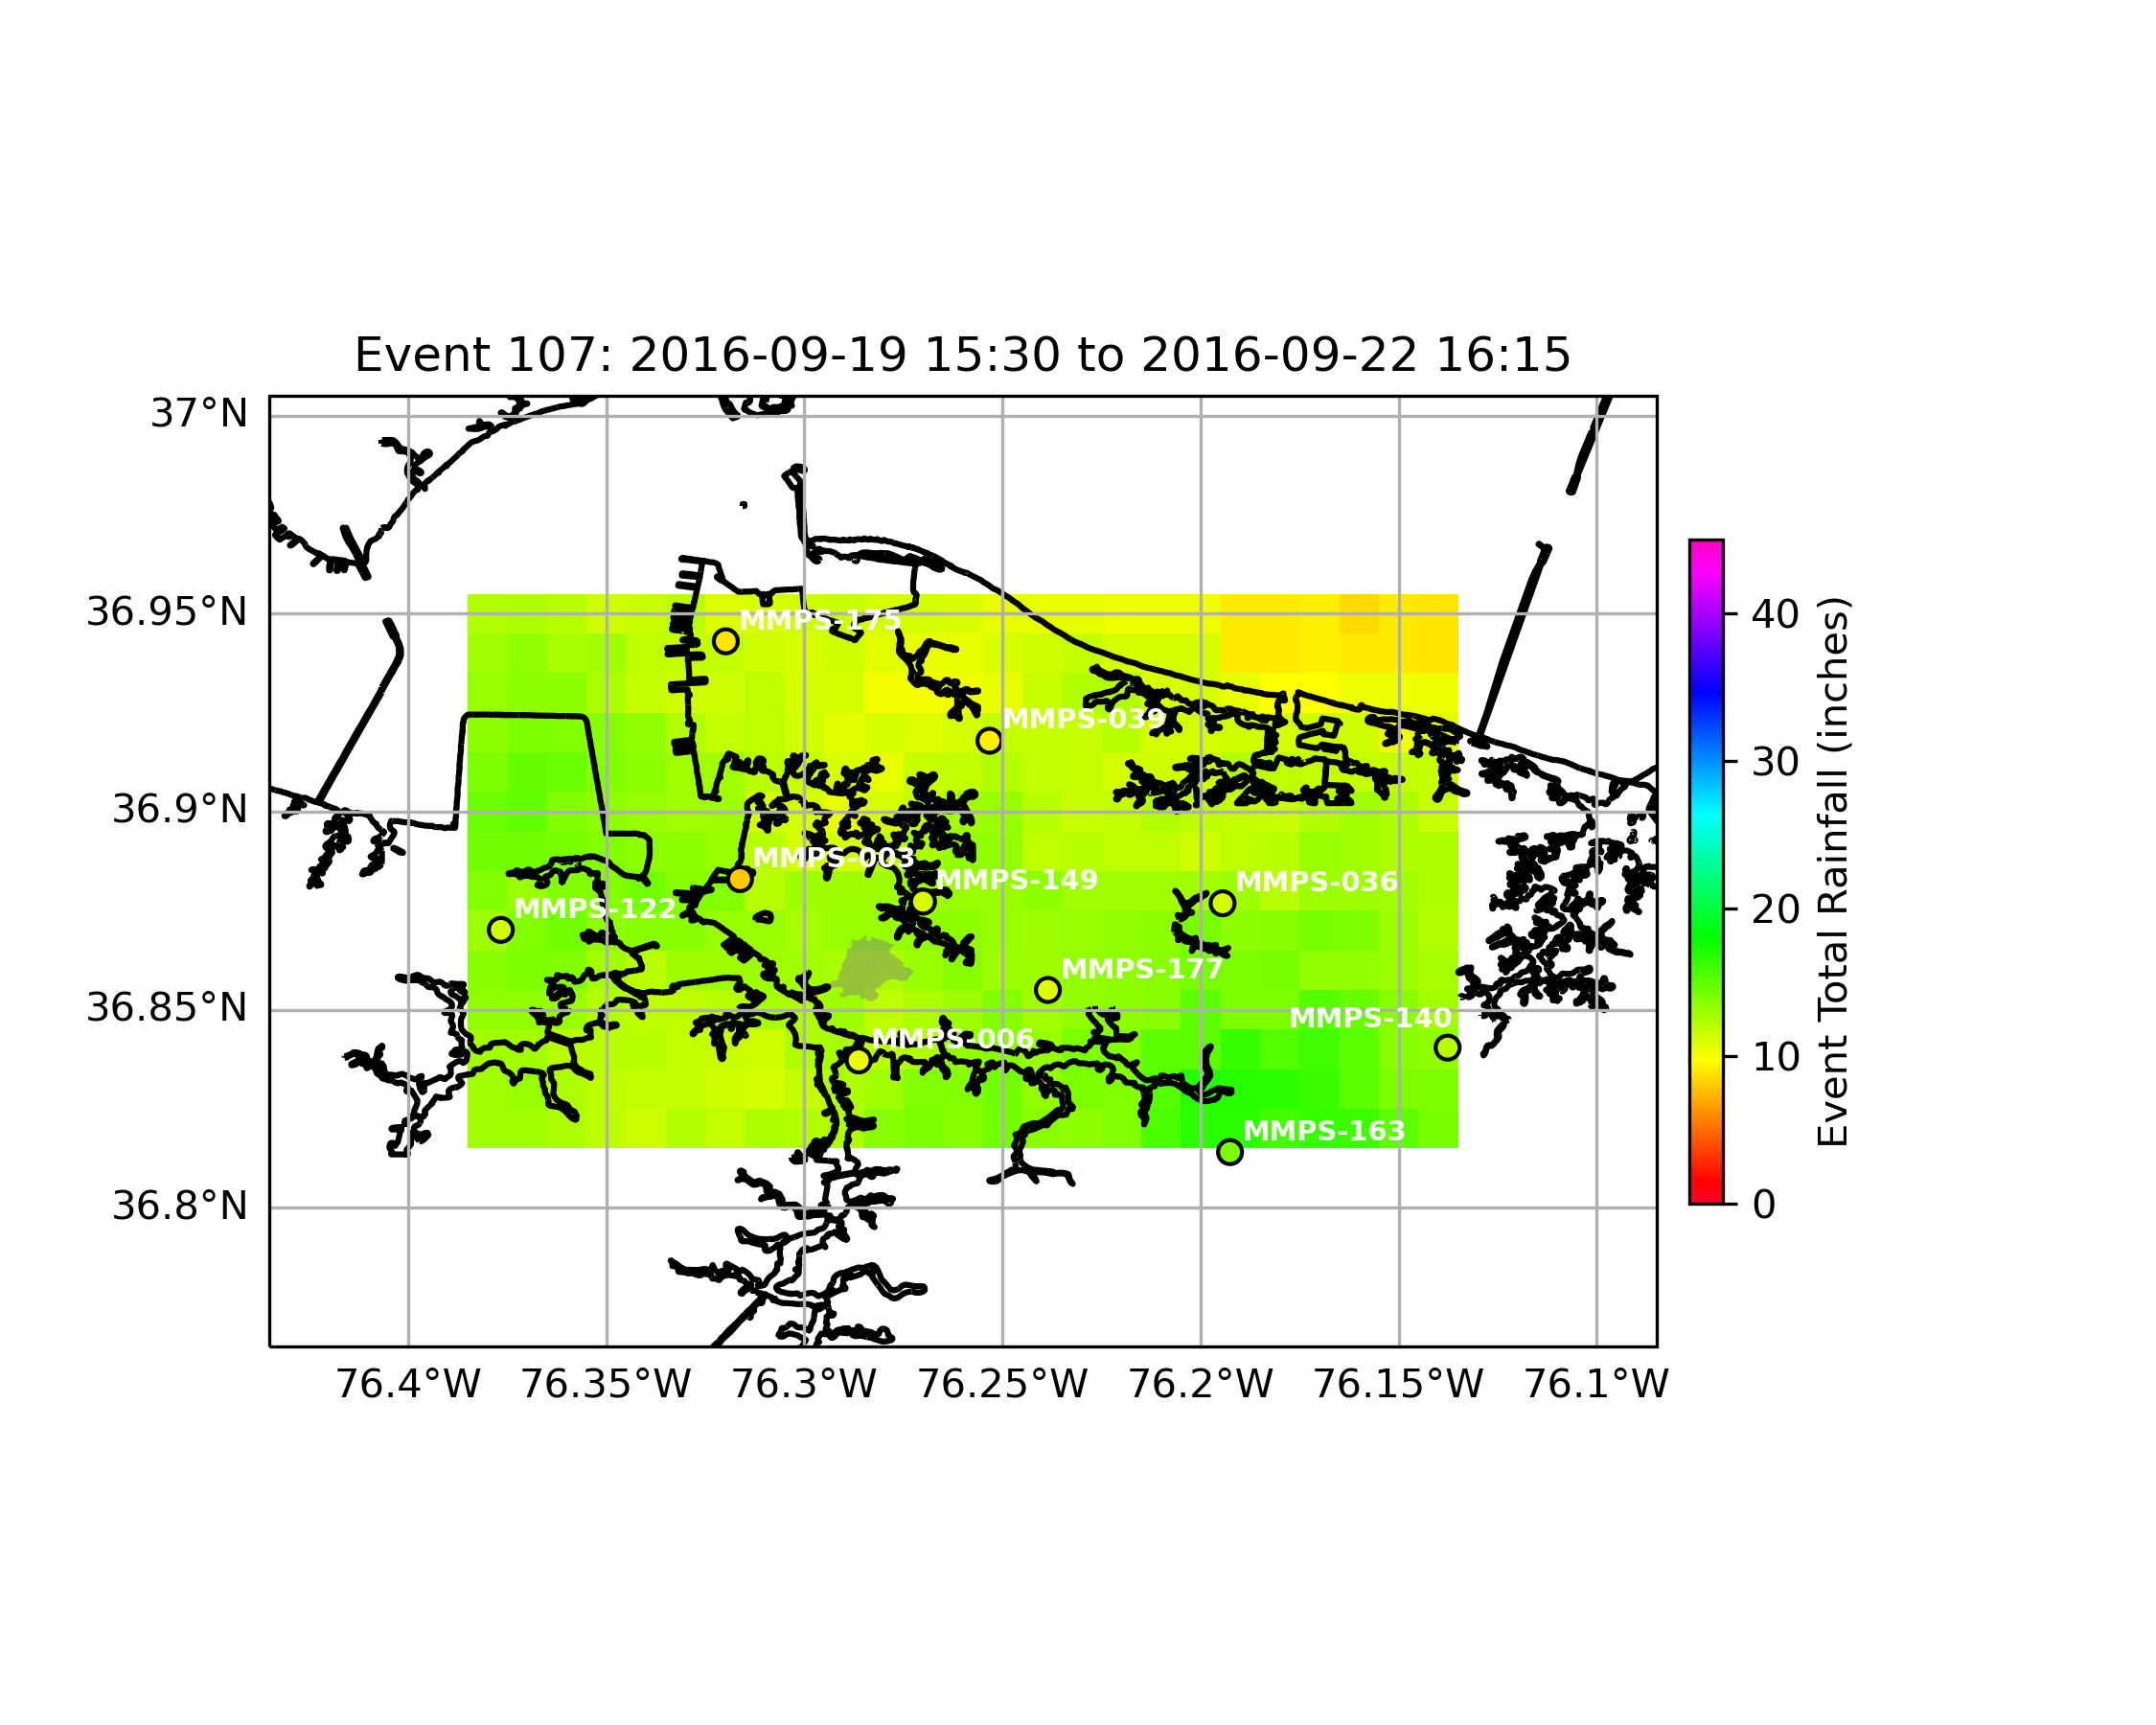 Event 107: 2016-09-19 15:30 to 2016-09-22 16:15
37°N
36.95°N
36.9°N
36.85°N
36.8°N
MMPS-175
MMPS-039
MMPS-003
MMPS-149
MMPS-036
MMPS-122
MMPS-177
MMPS-140
MMPS-006
MMPS-163
76.4°W
76.35°W
76.3°W
76.25°W
76.2°W
76.15°W
76.1°W
40
30
20
10
0
Event Total Rainfall (inches)